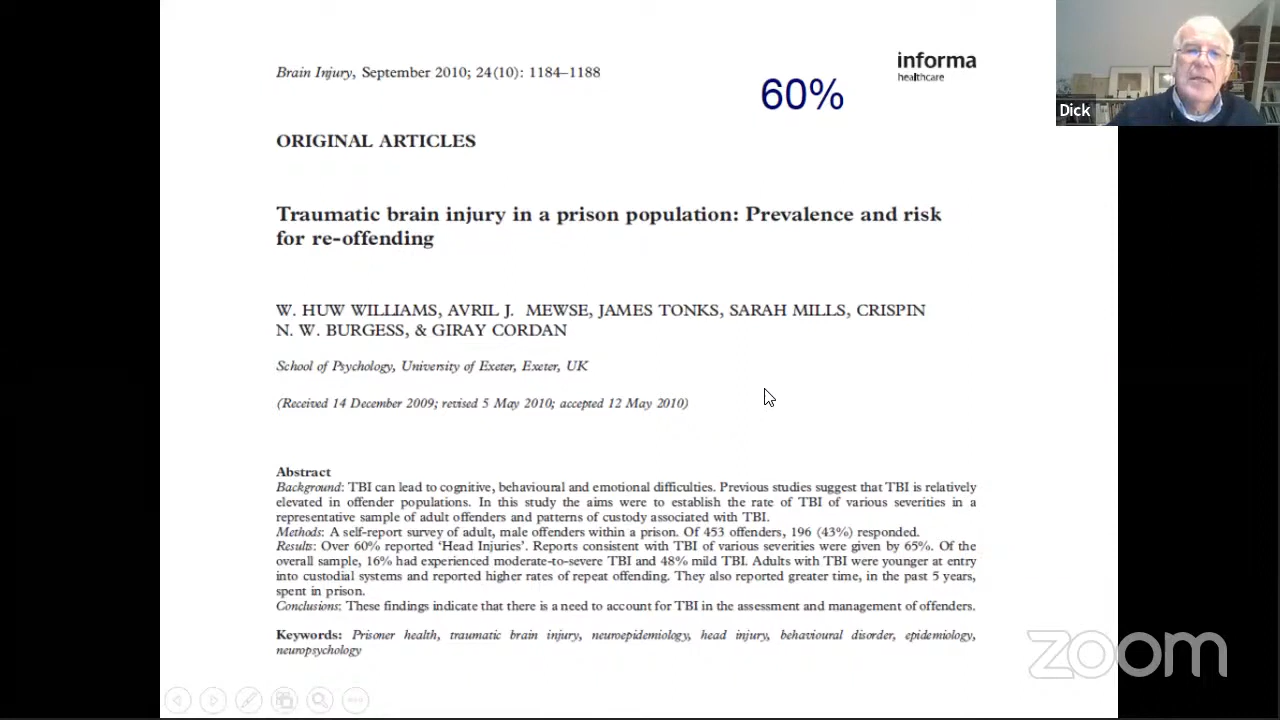 Brain Injury, September 2010; 24(10): 1184–1188
60%
informa
healthcare
Dick
ORIGINAL ARTICLES
Traumatic brain injury in a prison population: Prevalence and risk
for re-offending
W. HUW WILLIAMS, AVRIL J. MEWSE, JAMES TONKS, SARAH MILLS, CRISPIN
N. W. BURGESS, & GIRAY CORDAN
School of Psychology, University of Exeter, Exeter, UK
(Received 14 December 2009; revised 5 May 2010; accepted 12 May 2010)
Abstract
Background: TBI can lead to cognitive, behavioural and emotional difficulties. Previous studies suggest that TBI is relatively
elevated in offender populations. In this study the aims were to establish the rate of TBI of various severities in a
representative sample of adult offenders and patterns of custody associated with TBI.
Methods: A self-report survey of adult, male offenders within a prison. Of 453 offenders, 196 (43%) responded.
Results: Over 60% reported ‘Head Injuries’. Reports consistent with TBI of various severities were given by 65%. Of the
overall sample, 16% had experienced moderate-to-severe TBI and 48% mild TBI. Adults with TBI were younger at entry
into custodial systems and reported higher rates of repeat offending. They also reported greater time, in the past 5 years,
spent in prison.
Conclusions: These findings indicate that there is a need to account for TBI in the assessment and management of offenders.
Keywords: Prisoner health, traumatic brain injury, neuroepidemiology, head injury, behavioural disorder, epidemiology,
neuropsychology
zoom